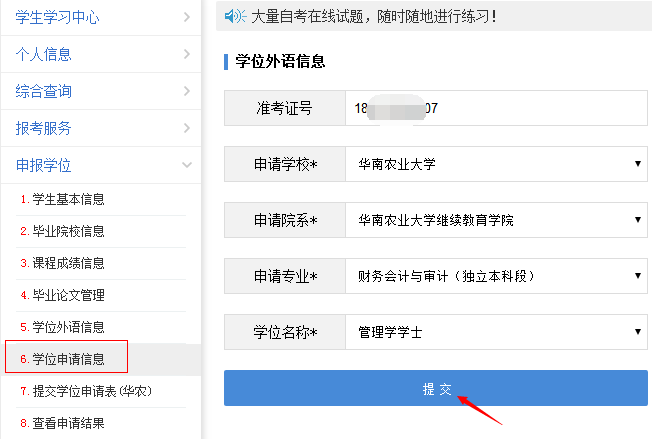 学生学习中心
个人信息
综合查询
报考服务
申报学位
1.学生基本信息
2.毕业院校信息
3.课程成绩信息
4.毕业论文管理
5.学位外语信息
6.学位申请信息
7.提交学位申请表(华农)
8.查看申请结果
大量自考在线试题，随时随地进行练习！
学位外语信息
准考证号 18 07
申请学校* 华南农业大学
申请院系* 华南农业大学继续教育学院
申请专业* 财务会计与审计（独立本科段）
学位名称* 管理学学士
提 交